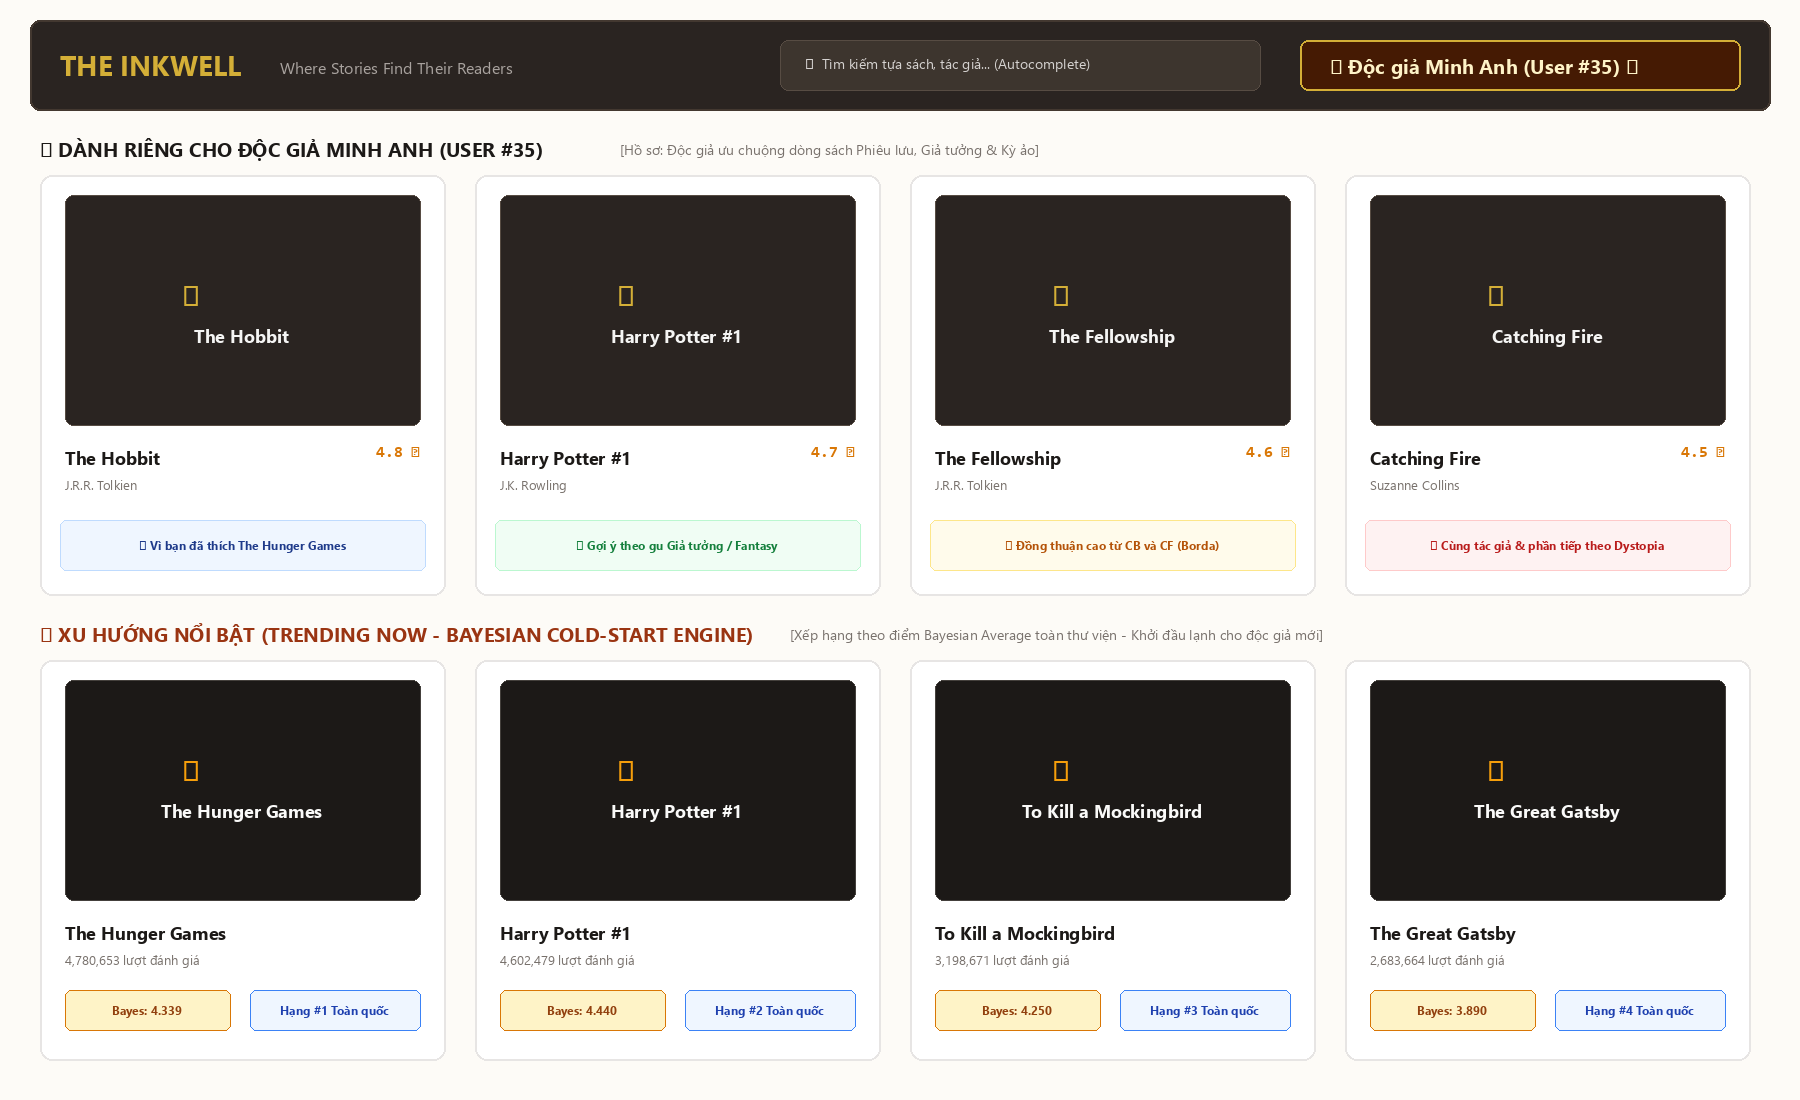 THE INKWELL
Where Stories Find Their Readers
Tìm kiếm tựa sách, tác giả... (Autocomplete)
Độc giả Minh Anh (User #35)
DÀNH RIÊNG CHO ĐỘC GIẢ MINH ANH (USER #35)
[Hồ sơ: Độc giả ưu chuộng dòng sách Phiêu lưu, Giả tưởng & Kỳ ảo]
The Hobbit
The Hobbit
4.8
J.R.R. Tolkien
Vì bạn đã thích The Hunger Games
Harry Potter #1
Harry Potter #1
4.7
J.K. Rowling
Gợi ý theo gu Giả tưởng / Fantasy
The Fellowship
The Fellowship
4.6
J.R.R. Tolkien
Đồng thuận cao từ CB và CF (Borda)
Catching Fire
Catching Fire
4.5
Suzanne Collins
Cùng tác giả & phần tiếp theo Dystopia
XU HƯỚNG NỔI BẬT (TRENDING NOW - BAYESIAN COLD-START ENGINE)
[Xếp hạng theo điểm Bayesian Average toàn thư viện - Khởi đầu lạnh cho độc giả mới]
The Hunger Games
The Hunger Games
4,780,653 lượt đánh giá
Bayes: 4.339
Hạng #1 Toàn quốc
Harry Potter #1
Harry Potter #1
4,602,479 lượt đánh giá
Bayes: 4.440
Hạng #2 Toàn quốc
To Kill a Mockingbird
To Kill a Mockingbird
3,198,671 lượt đánh giá
Bayes: 4.250
Hạng #3 Toàn quốc
The Great Gatsby
The Great Gatsby
2,683,664 lượt đánh giá
Bayes: 3.890
Hạng #4 Toàn quốc